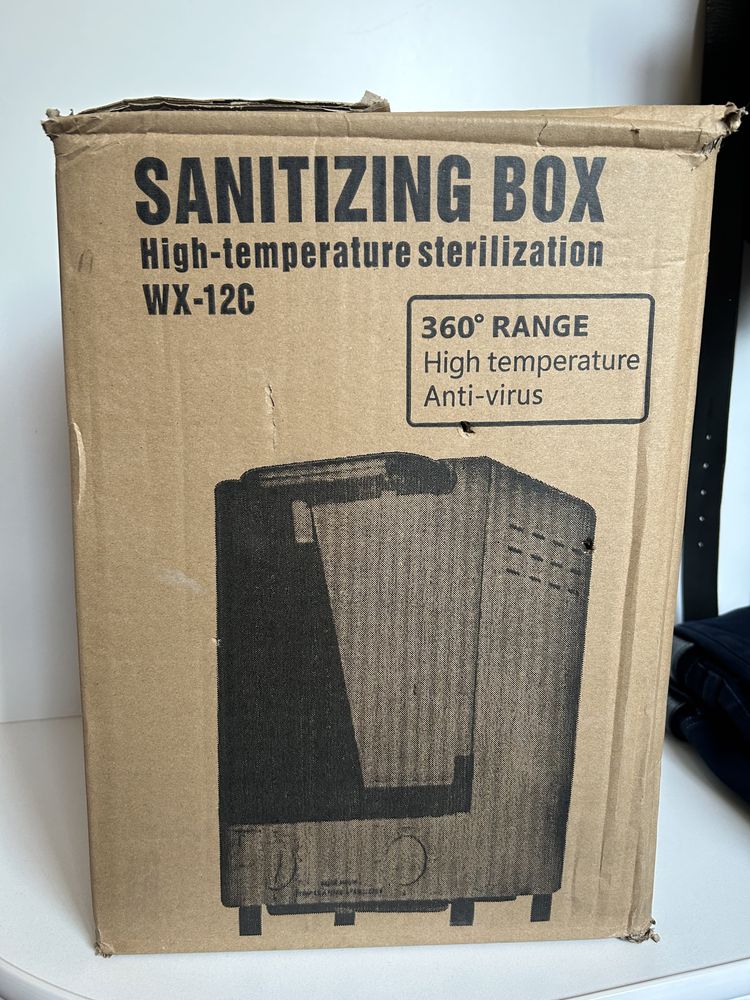 SANITIZING BOX
High-temperature sterilization
WX-12C
360° RANGE
High temperature
Anti-virus